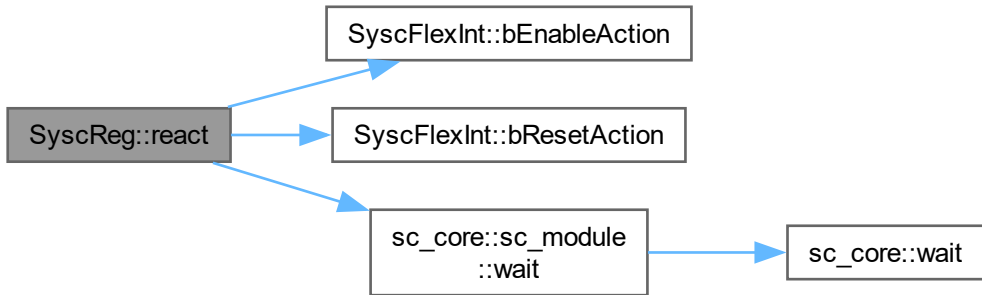 SyscFlexInt::bEnableAction
SyscReg::react
SyscFlexInt::bResetAction
sc_core::sc_module
::wait
sc_core::wait